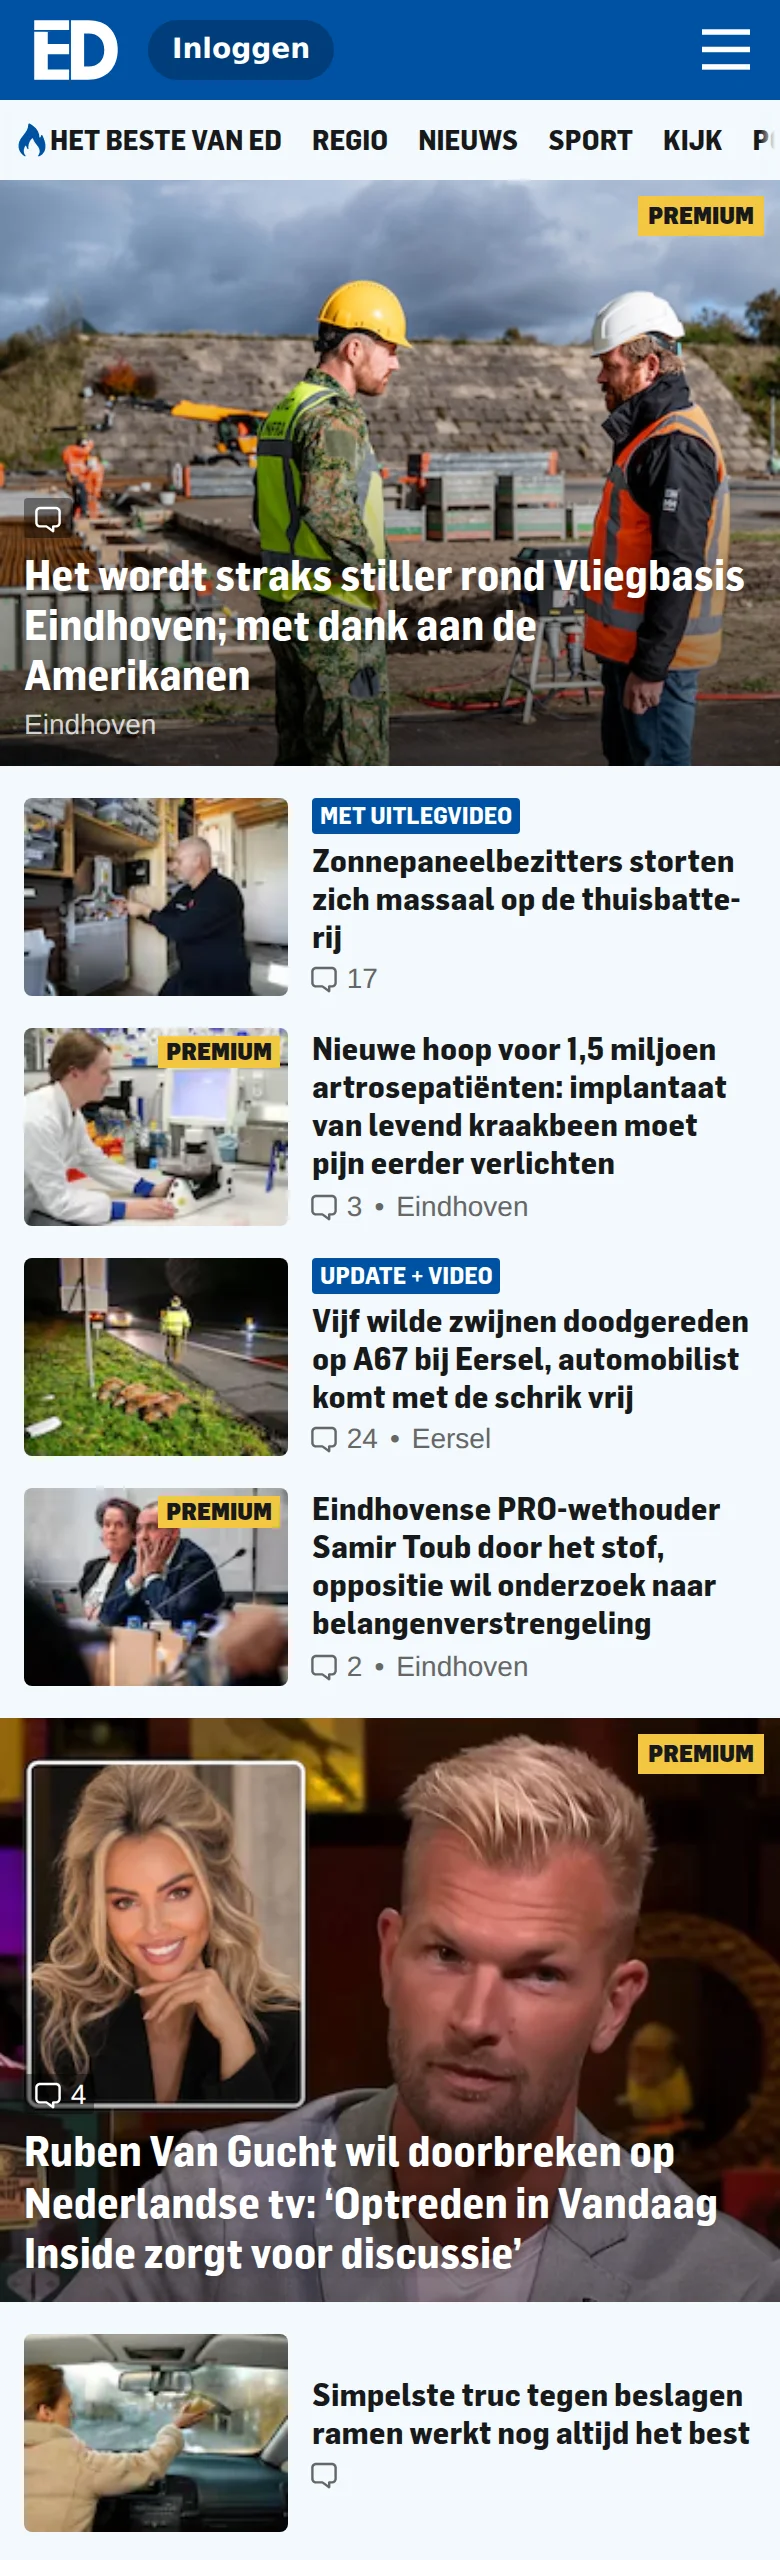 ED
Inloggen
HET BESTE VAN ED
REGIO
NIEUWS
SPORT
KIJK
PREMIUM
Het wordt straks stiller rond Vliegbasis
Eindhoven; met dank aan de
Amerikanen
Eindhoven
MET UITLEGVIDEO
Zonnepaneelbezitters storten
zich massaal op de thuisbatte-
rij
17
PREMIUM
Nieuwe hoop voor 1,5 miljoen
artrosepatiënten: implantaat
van levend kraakbeen moet
pijn eerder verlichten
3 • Eindhoven
UPDATE + VIDEO
Vijf wilde zwijnen doodgereden
op A67 bij Eersel, automobilist
komt met de schrik vrij
24 • Eersel
PREMIUM
Eindhovense PRO-wethouder
Samir Toub door het stof,
oppositie wil onderzoek naar
belangenverstrengeling
2 • Eindhoven
PREMIUM
4
Ruben Van Gucht wil doorbreken op
Nederlandse tv: ‘Optreden in Vandaag
Inside zorgt voor discussie’
Simpelste truc tegen beslagen
ramen werkt nog altijd het best